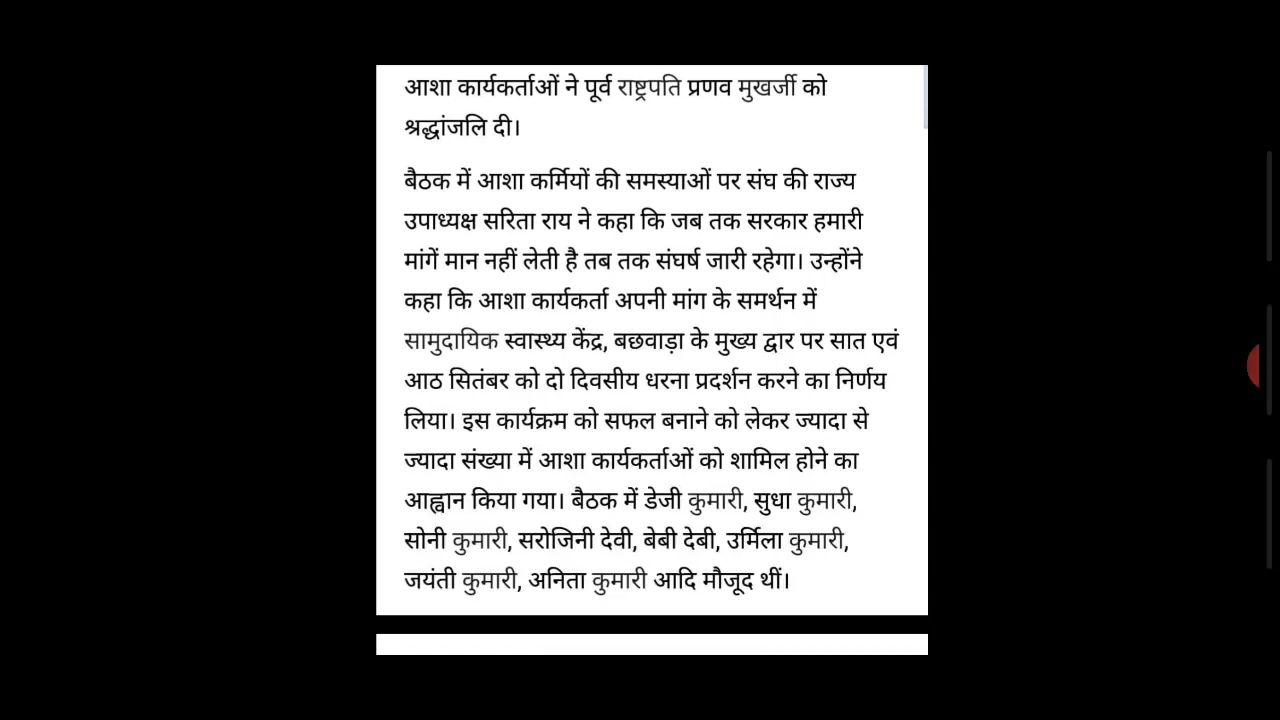 आशा कार्यकर्ताओं ने पूर्व राष्ट्रपति प्रणव मुखर्जी को
श्रद्धांजलि दी।
बैठक में आशा कर्मियों की समस्याओं पर संघ की राज्य
उपाध्यक्ष सरिता राय ने कहा कि जब तक सरकार हमारी
मांगें मान नहीं लेती है तब तक संघर्ष जारी रहेगा। उन्होंने
कहा कि आशा कार्यकर्ता अपनी मांग के समर्थन में
सामुदायिक स्वास्थ्य केंद्र, बछवाड़ा के मुख्य द्वार पर सात एवं
आठ सितंबर को दो दिवसीय धरना प्रदर्शन करने का निर्णय
लिया। इस कार्यक्रम को सफल बनाने को लेकर ज्यादा से
ज्यादा संख्या में आशा कार्यकर्ताओं को शामिल होने का
आह्वान किया गया। बैठक में डेजी कुमारी, सुधा कुमारी,
सोनी कुमारी, सरोजिनी देवी, बेबी देबी, उर्मिला कुमारी,
जयंती कुमारी, अनिता कुमारी आदि मौजूद थीं।